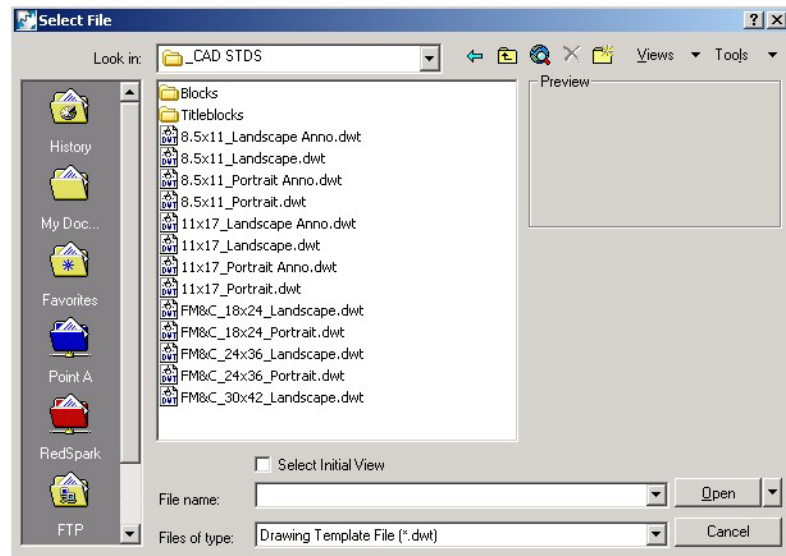 Select File
Look in:
_CAD STDS
Views
Tools
History
My Doc...
Favorites
Point A
RedSpark
FTP
Blocks
Titleblocks
8.5x11_Landscape Anno.dwt
8.5x11_Landscape.dwt
8.5x11_Portrait Anno.dwt
8.5x11_Portrait.dwt
11x17_Landscape Anno.dwt
11x17_Landscape.dwt
11x17_Portrait Anno.dwt
11x17_Portrait.dwt
FM&C_18x24_Landscape.dwt
FM&C_18x24_Portrait.dwt
FM&C_24x36_Landscape.dwt
FM&C_24x36_Portrait.dwt
FM&C_30x42_Landscape.dwt
Preview
Select Initial View
File name:
Open
Files of type:
Drawing Template File (*.dwt)
Cancel